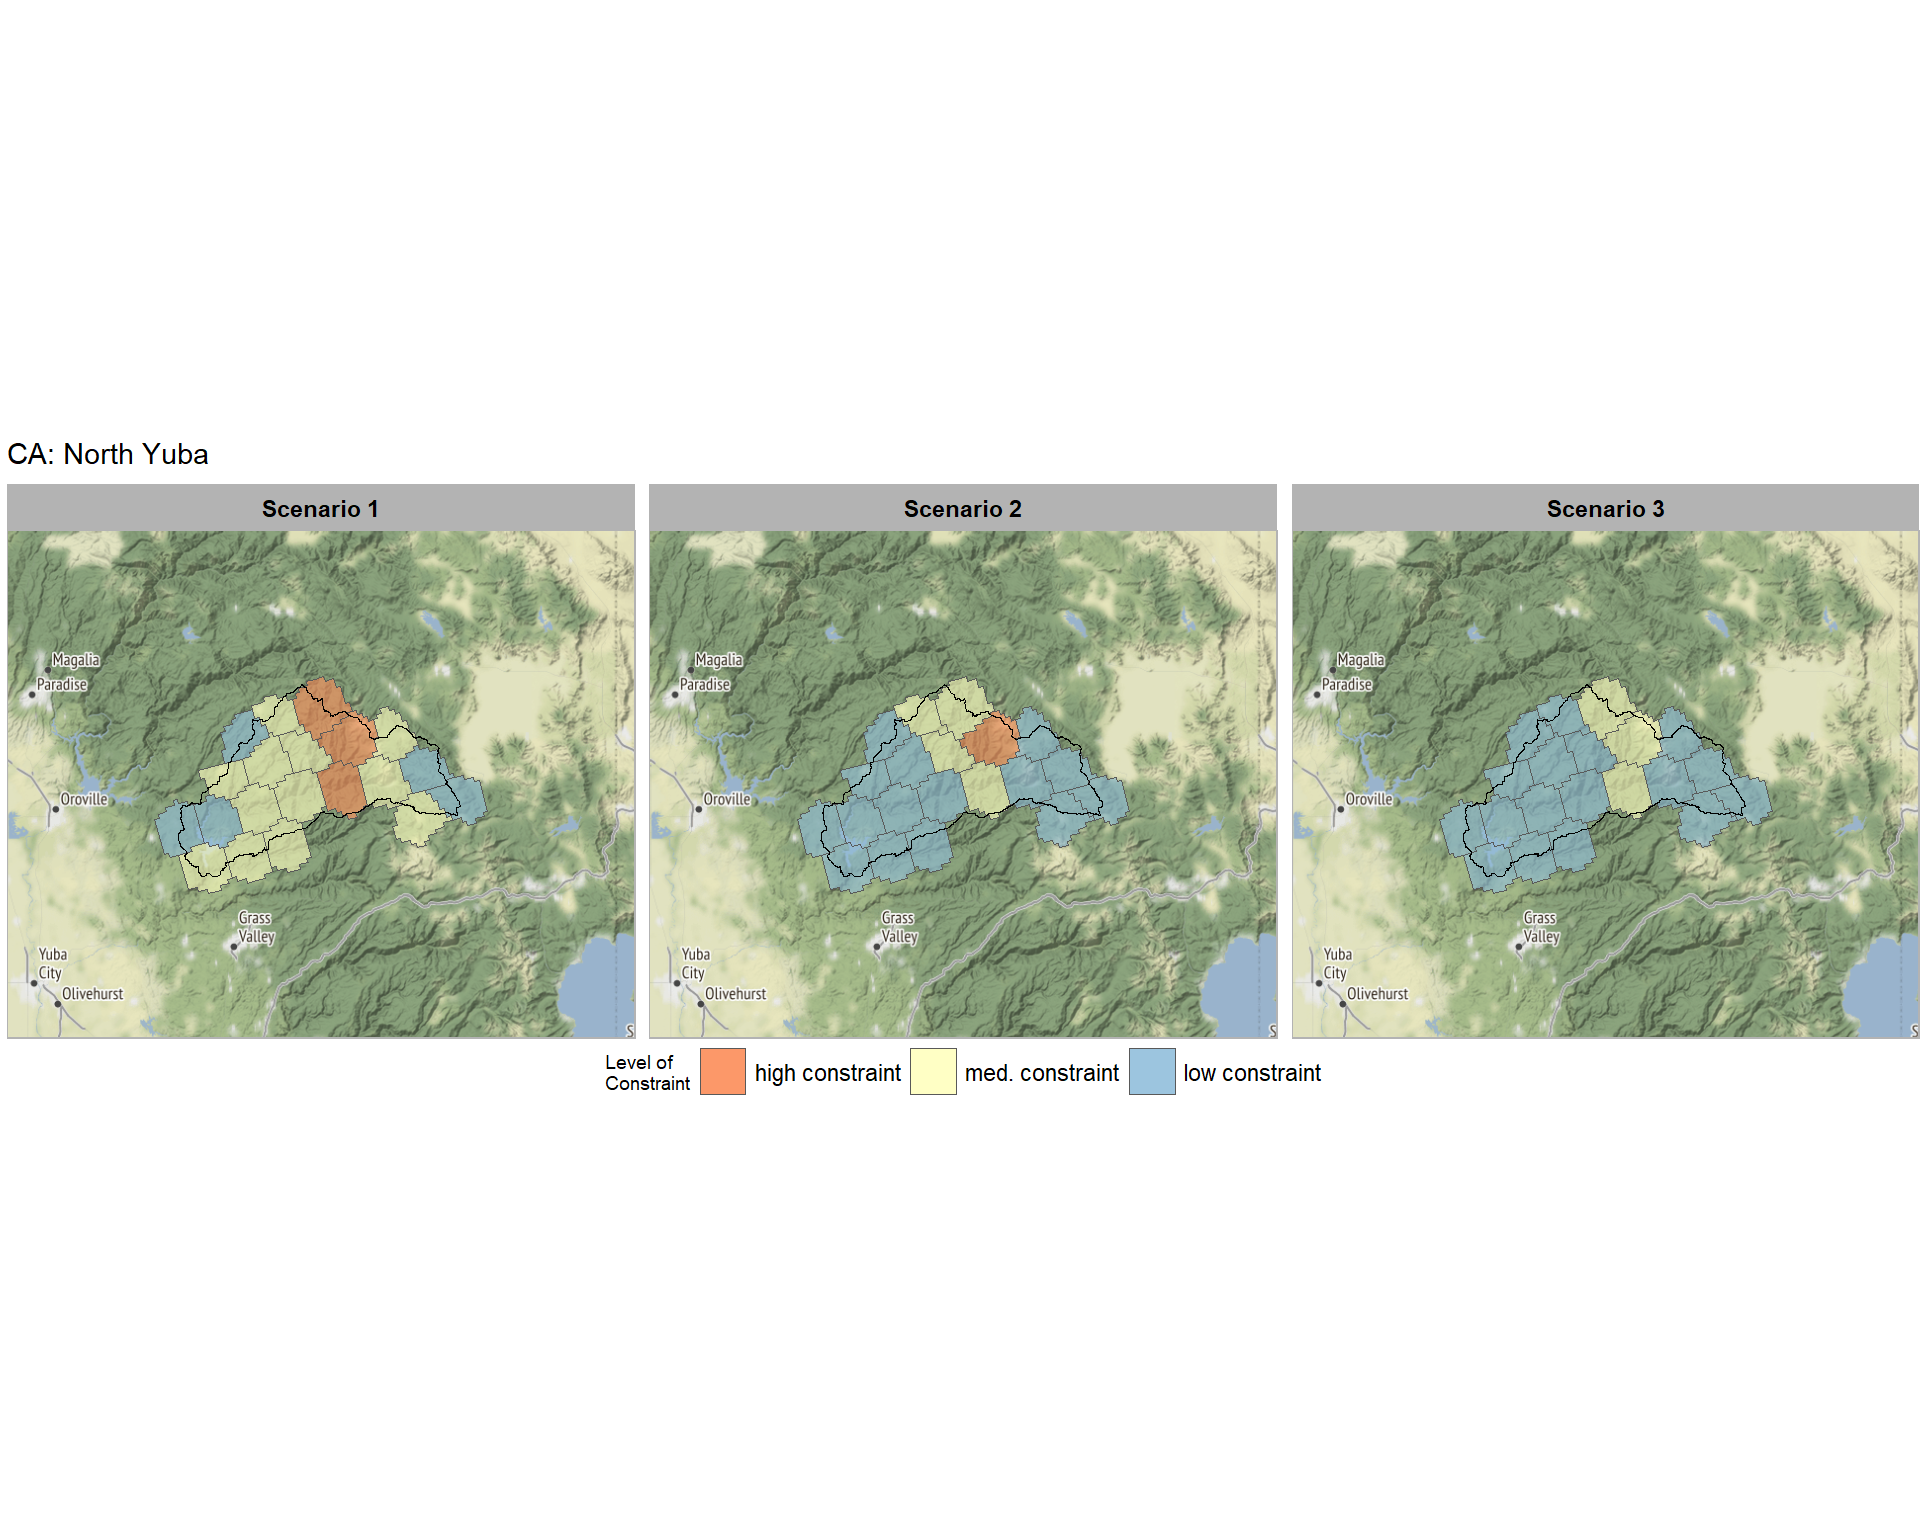 CA: North Yuba
Scenario 1
Scenario 2
Scenario 3
Magalia
Paradise
Oroville
Grass
Valley
Yuba
City
Olivehurst
S
Magalia
Paradise
Oroville
Grass
Valley
Yuba
City
Olivehurst
S
Magalia
Paradise
Oroville
Grass
Valley
Yuba
City
Olivehurst
S
Level of
Constraint
high constraint
med. constraint
low constraint